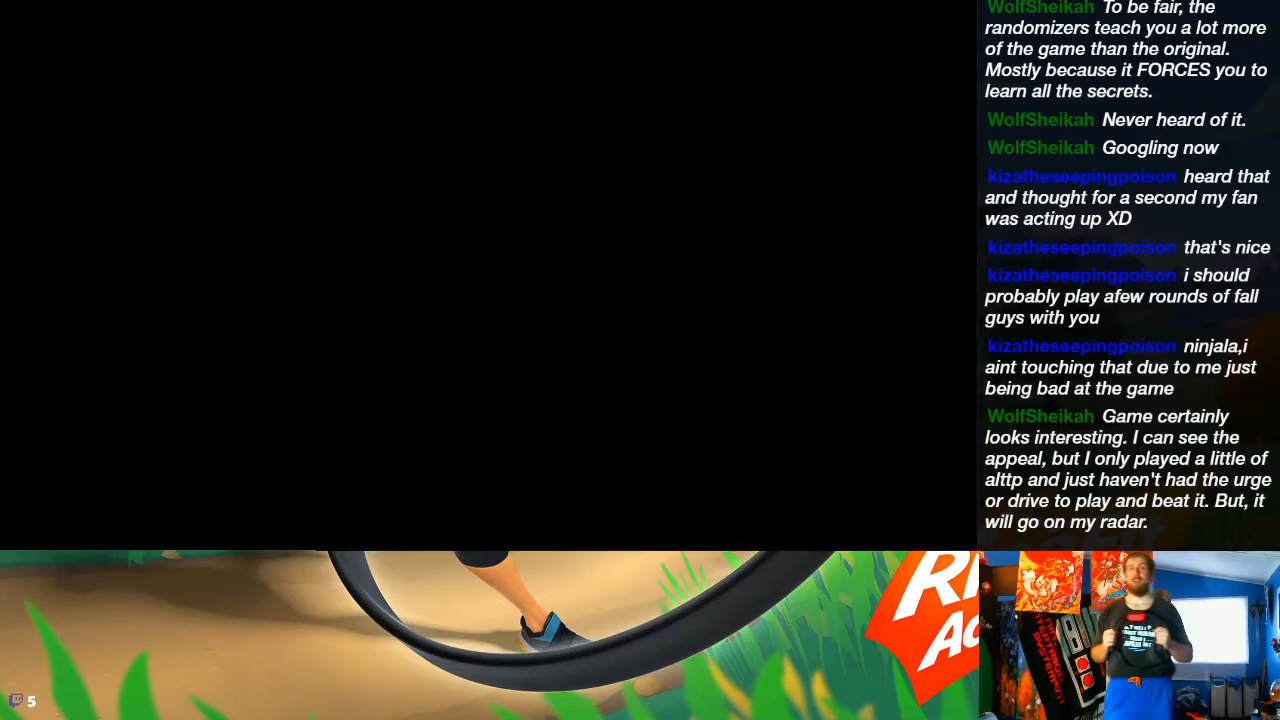 WolfSheikah To be fair, the
randomizers teach you a lot more
of the game than the original.
Mostly because it FORCES you to
learn all the secrets.
WolfSheikah Never heard of it.
WolfSheikah Googling now
kizatheseepingpoison heard that
and thought for a second my fan
was acting up XD
kizatheseepingpoison that's nice
kizatheseepingpoison i should
probably play afew rounds of fall
guys with you
kizatheseepingpoison ninjala,i
aint touching that due to me just
being bad at the game
WolfSheikah Game certainly
looks interesting. I can see the
appeal, but I only played a little of
alttp and just haven't had the urge
or drive to play and beat it. But, it
will go on my radar.
5